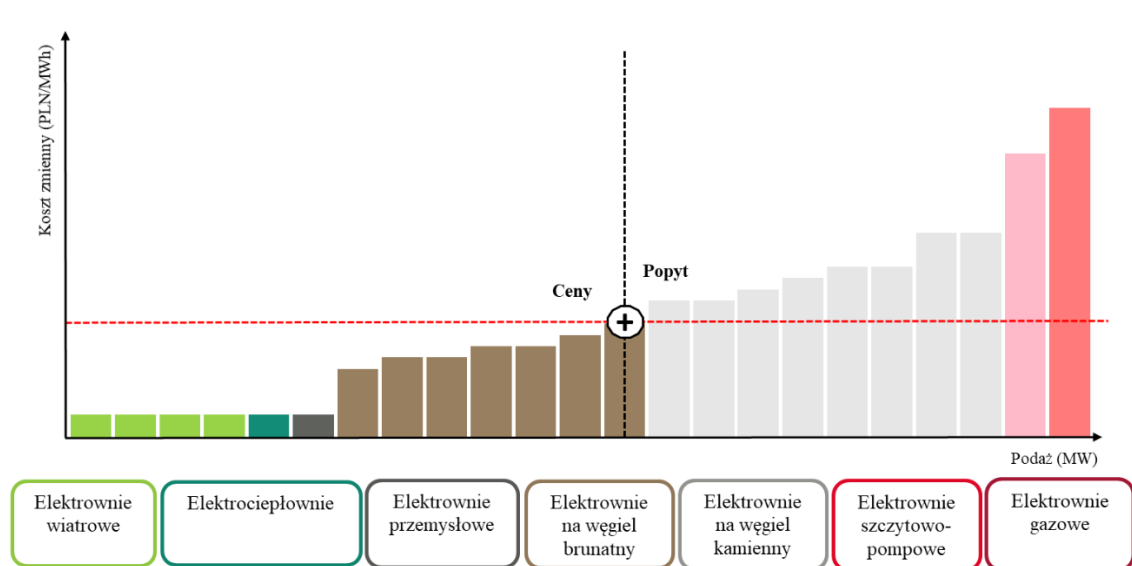 Koszt zmienny (PLN/MWh)
Popyt
Ceny
Podaż (MW)
Elektrownie
wiatrowe
Elektrociepłownie
Elektrownie
przemysłowe
Elektrownie
na węgiel
brunatny
Elektrownie
na węgiel
kamienny
Elektrownie
szczytowo-
pompowe
Elektrownie
gazowe